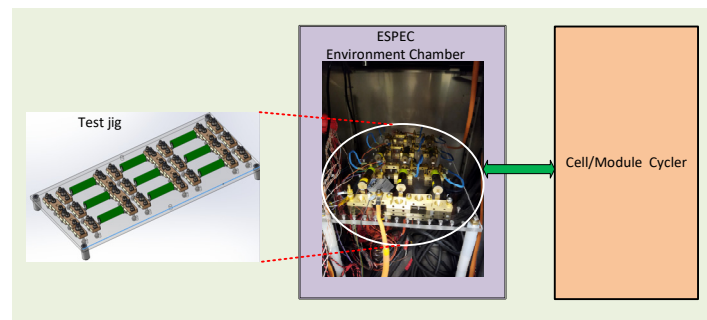 ESPEC
Environment Chamber
Test jig
Cell/Module Cycler